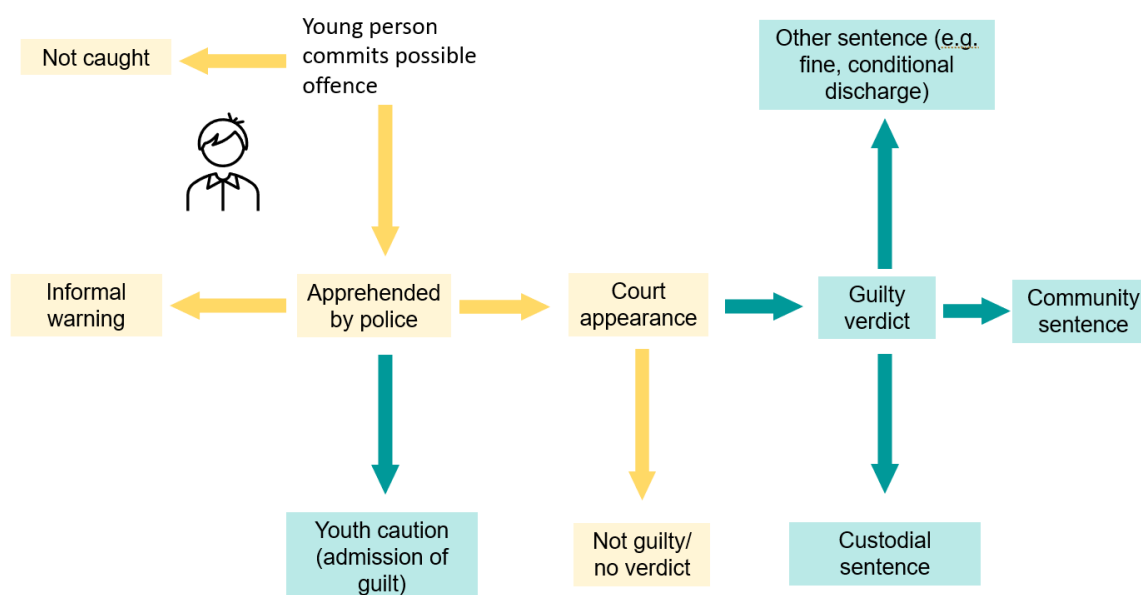 Not caught
Young person
commits possible
offence
Other sentence (e.g.
fine, conditional
discharge)
Informal
warning
Apprehended
by police
Court
appearance
Guilty
verdict
Community
sentence
Youth caution
(admission of
guilt)
Not guilty/
no verdict
Custodial
sentence